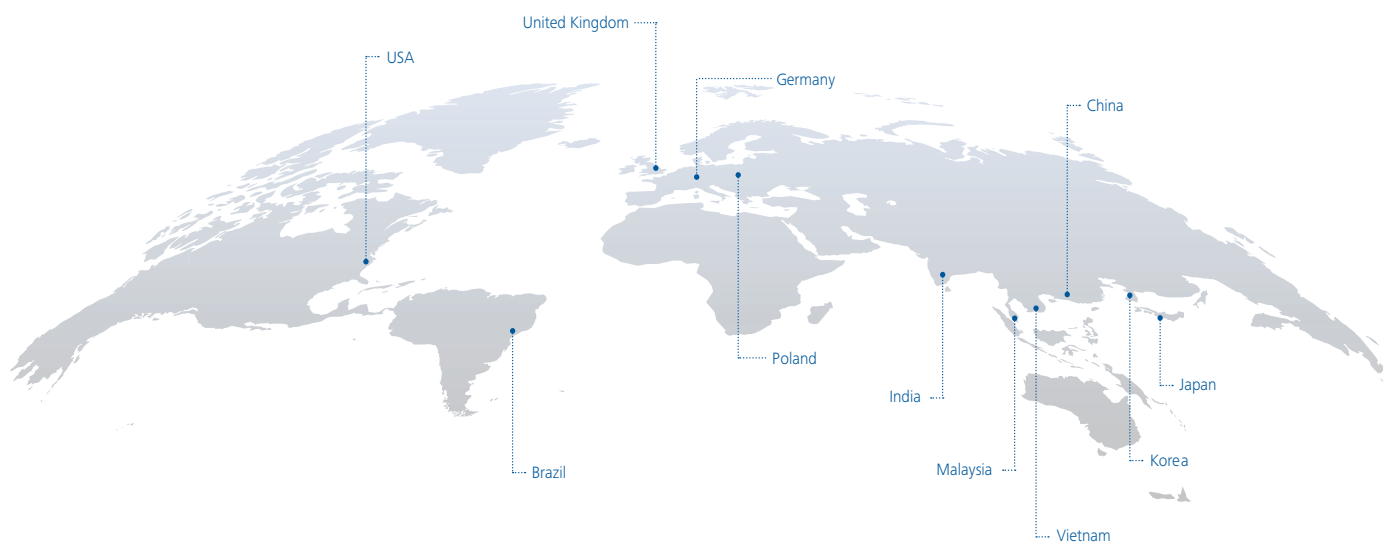 United Kingdom
USA
Germany
China
Poland
Japan
India
Korea
Malaysia
Brazil
Vietnam